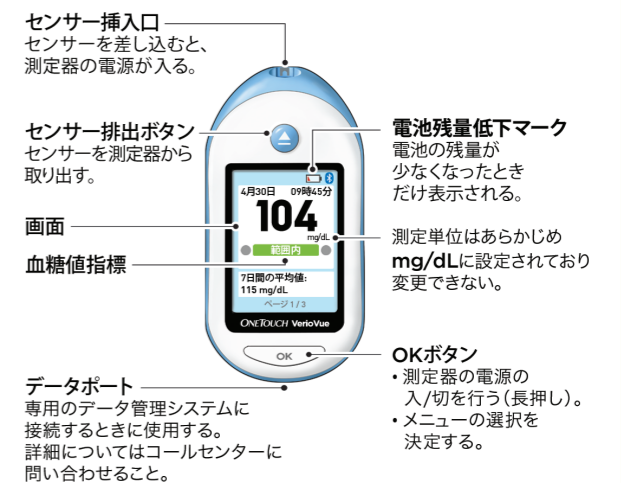 センサー挿入口
センサーを差し込むと、
測定器の電源が入る。
センサー排出ボタン
センサーを測定器から
取り出す。
画面
血糖値指標
データポート
専用のデータ管理システムに
接続するときに使用する。
詳細についてはコールセンターに
問い合わせること。
4月30日 09時45分
104
mg/dL
範囲内
7日間の平均値:
115 mg/dL
ページ 1 / 3
ONETOUCH VerioVue
OK
電池残量低下マーク
電池の残量が
少なくなったとき
だけ表示される。
測定単位はあらかじめ
mg/dLに設定されており
変更できない。
OKボタン
・測定器の電源の
入/切を行う(長押し)。
・メニューの選択を
決定する。